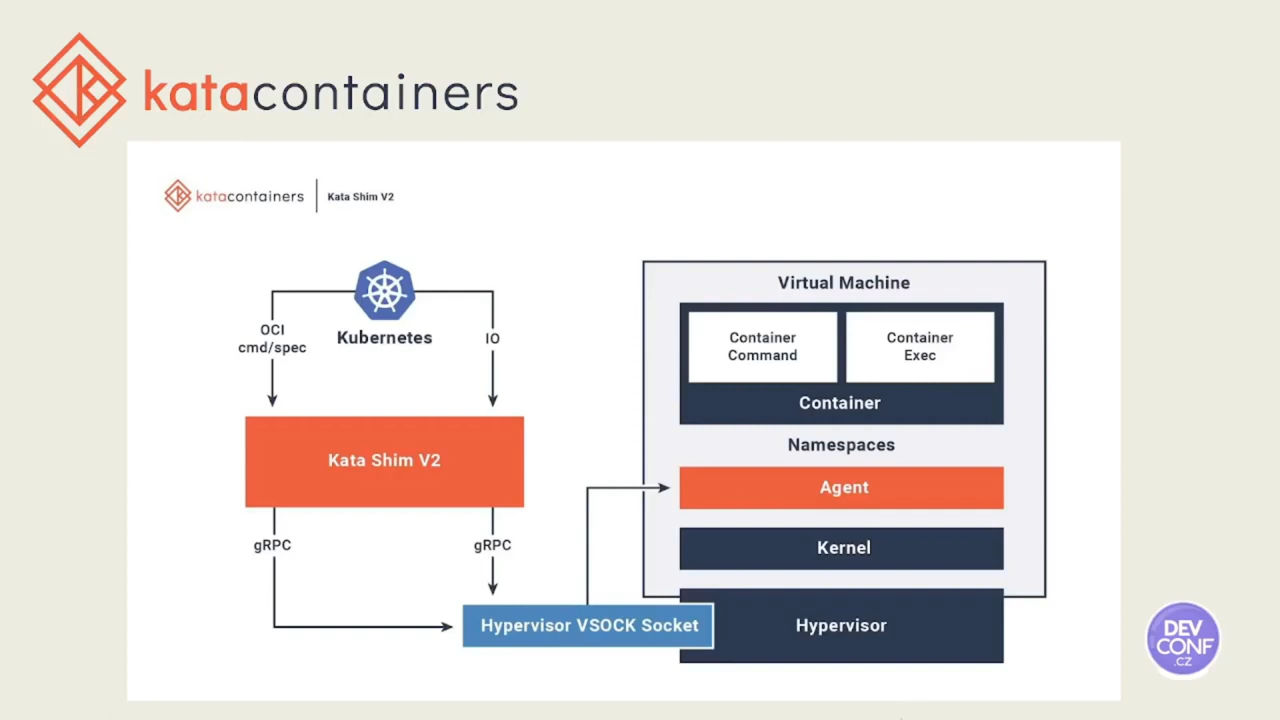 katacontainers
katacontainers
Kata Shim V2
OCI
cmd/spec
Kubernetes
IO
Kata Shim V2
gRPC
gRPC
Hypervisor VSOCK Socket
Virtual Machine
Container
Command
Container
Exec
Container
Namespaces
Agent
Kernel
Hypervisor
DEV
CONF
.CZ